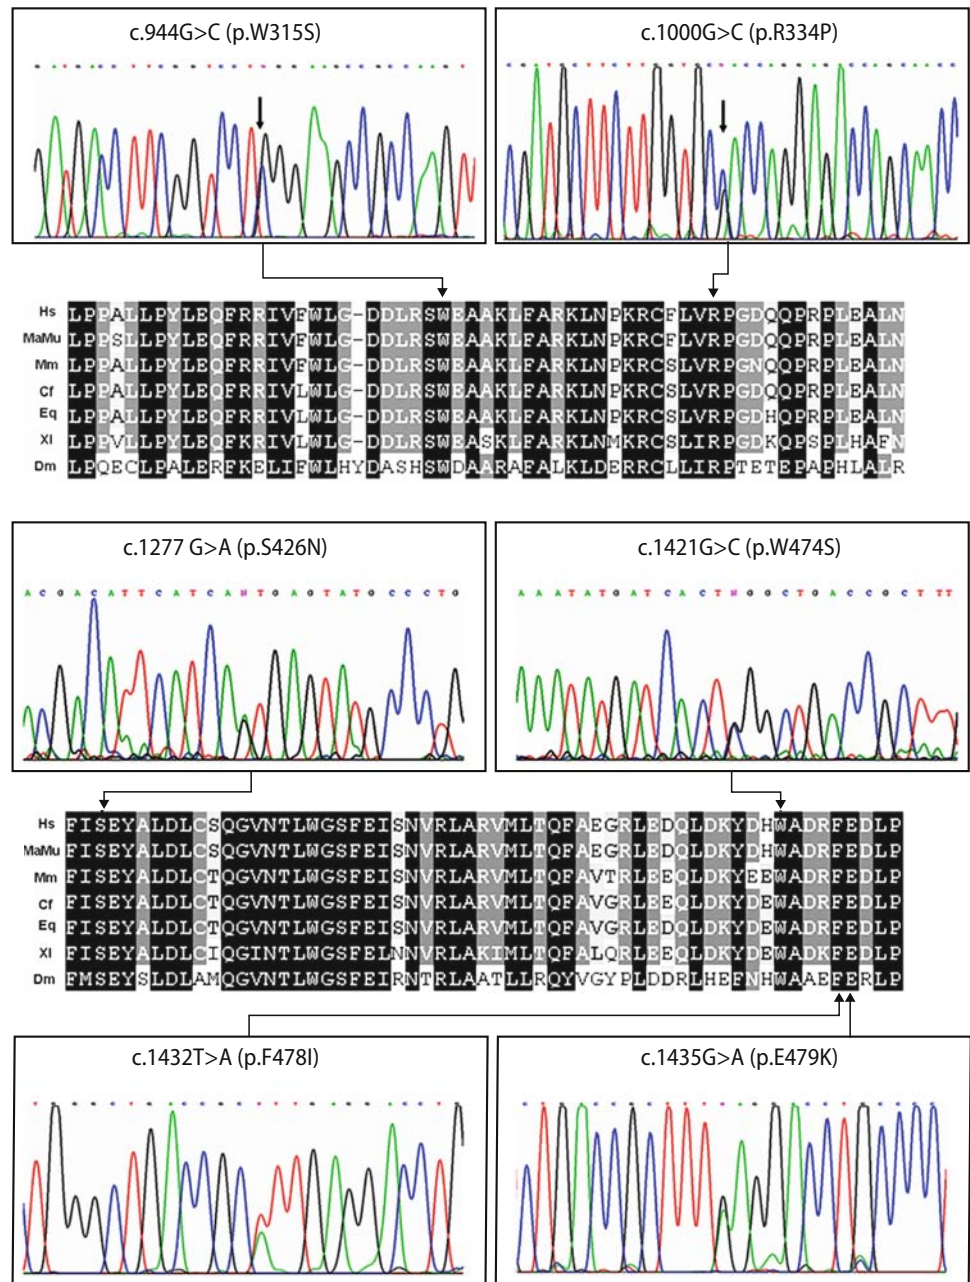 c.944G>C (p.W315S)
c.1000G>C (p.R334P)
Hs LPPALLPYLEQFRRIVFWLG-DDLRSWEAAKLFARKLNPKRCFLVRPGDQQPRPLEALN
MaMu LPPSLLPYLEQFRRIVFWLG-DDLRSWEAAKLFARKLNPKRCFLVRPGDQQPRPLEALN
Mm LPPALLPYLEQFRRIVFWLG-DDLRSWEAAKLFARKLNPKRCSLVRPGNQQPRPLEALN
Cf LPPALLPYLEQFRRIVLWLG-DDLRSWEAAKLFARKLNPKRCSLVRPGDQQPRPLEALN
Eq LPPALLPYLEQFRRIVLWLG-DDLRSWEAAKLFARKLNPKRCSLVRPGDHQPRPLEALN
Xl LPPVLLPYLEQFKRIVLWLG-DDLRSWEASKLFARKLNMKRCSLIRPGDKQPSPLHAFN
Dm LPQECLPALERFKELIFWLHYDASHSWDAARAFALKLDERRCLLIRPTETEPAPHLALR
c.1277 G>A (p.S426N)
A C G A C A T T C A T C A N T G A G T A T G C C C T G
c.1421G>C (p.W474S)
A A A T A T G A T C A C T N G G C T G A C C G C T TT
Hs FISEYALDLCSQGVNTLWGSFEISNVRLARVMLTQFAEGRLEDQLDKYDHWADRFEDLP
MaMu FISEYALDLCSQGVNTLWGSFEISNVRLARVMLTQFAEGRLEDQLDKYDHWADRFEDLP
Mm FISEYALDLCTQGVNTLWGSFEISNVRLARVMLTQFAVTRLEEQLDKYEEWADRFEDLP
Cf FISEYALDLCTQGVNTLWGSFEISNVRLARVMLTQFAVGRLEEQLDKYDEWADRFEDLP
Eq FISEYALDLCTQGVNTLWGSFEISNVRLARVMLTQFAVGRLEEQLDKYDEWADRFEDLP
Xl FISEYALDLCIQGINTLWGSFELNNVRLAKIMLTQFALQRLEEQLDKYDEWADKFEDLP
Dm FMSEYSLDLAMQGVNTLWGSFEIRNTRLAATLLRQYVGYPLDDRLHEFNHWAAEFERLP
c.1432T>A (p.F478I)
c.1435G>A (p.E479K)